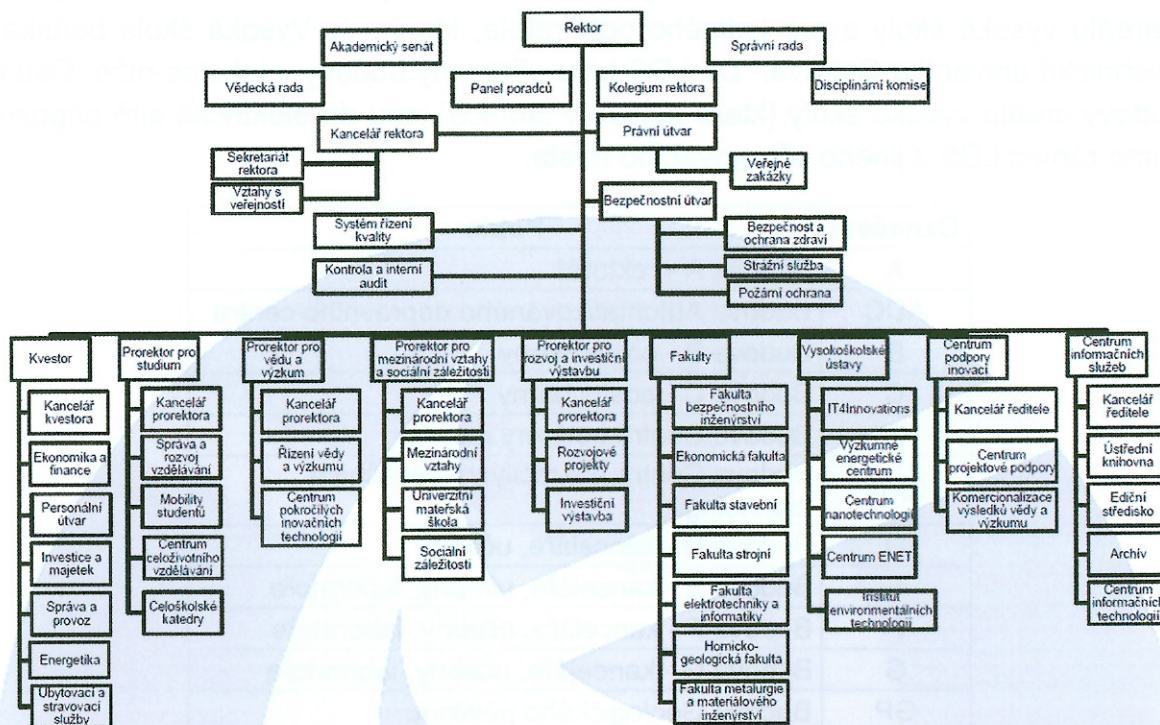 Rektor
Akademický senát
Správní rada
Vědecká rada
Panel poradců
Kolegium rektora
Disciplinární komise
Kancelář rektora
Právní útvar
Sekretariát
rektora
Vztahy s
veřejností
Veřejné
zakázky
Bezpečnostní útvar
Systém řízení
kvality
Bezpečnost a
ochrana zdraví
Kontrola a interní
audit
Strážní služba
Požární ochrana
Kvestor
Kancelář
kvestora
Ekonomika a
finance
Personální
útvar
Investice a
majetek
Správa a
provoz
Energetika
Ubytovací a
stravovací
služby
Prorektor pro
studium
Kancelář
prorektora
Správa a
rozvoj
vzdělávání
Mobility
studentů
Centrum
celoživotního
vzdělávání
Celoškolské
katedry
Prorektor pro
vědu a
výzkum
Kancelář
prorektora
Řízení vědy
a výzkumu
Centrum
pokročilých
inovačních
technologií
Prorektor pro
mezinárodní vztahy
a sociální záležitosti
Kancelář
prorektora
Mezinárodní
vztahy
Univerzitní
mateřská
škola
Sociální
záležitosti
Prorektor pro
rozvoj a investiční
výstavbu
Kancelář
prorektora
Rozvojové
projekty
Investiční
výstavba
Fakulty
Fakulta
bezpečnostního
inženýrství
Ekonomická fakulta
Fakulta stavební
Fakulta strojní
Fakulta
elektrotechniky a
informatiky
Hornicko-
geologická fakulta
Fakulta metalurgie
a materiálového
inženýrství
Vysokoškolské
ústavy
IT4Innovations
Výzkumné
energetické
centrum
Centrum
nanotechnologií
Centrum ENET
Institut
environmentálních
technologií
Centrum
podpory
inovací
Kancelář ředitele
Centrum
projektové podpory
Komercionalizace
výsledků vědy a
výzkumu
Centrum
informačních
služeb
Kancelář
ředitele
Ústřední
knihovna
Ediční
středisko
Archív
Centrum
informačních
technologií